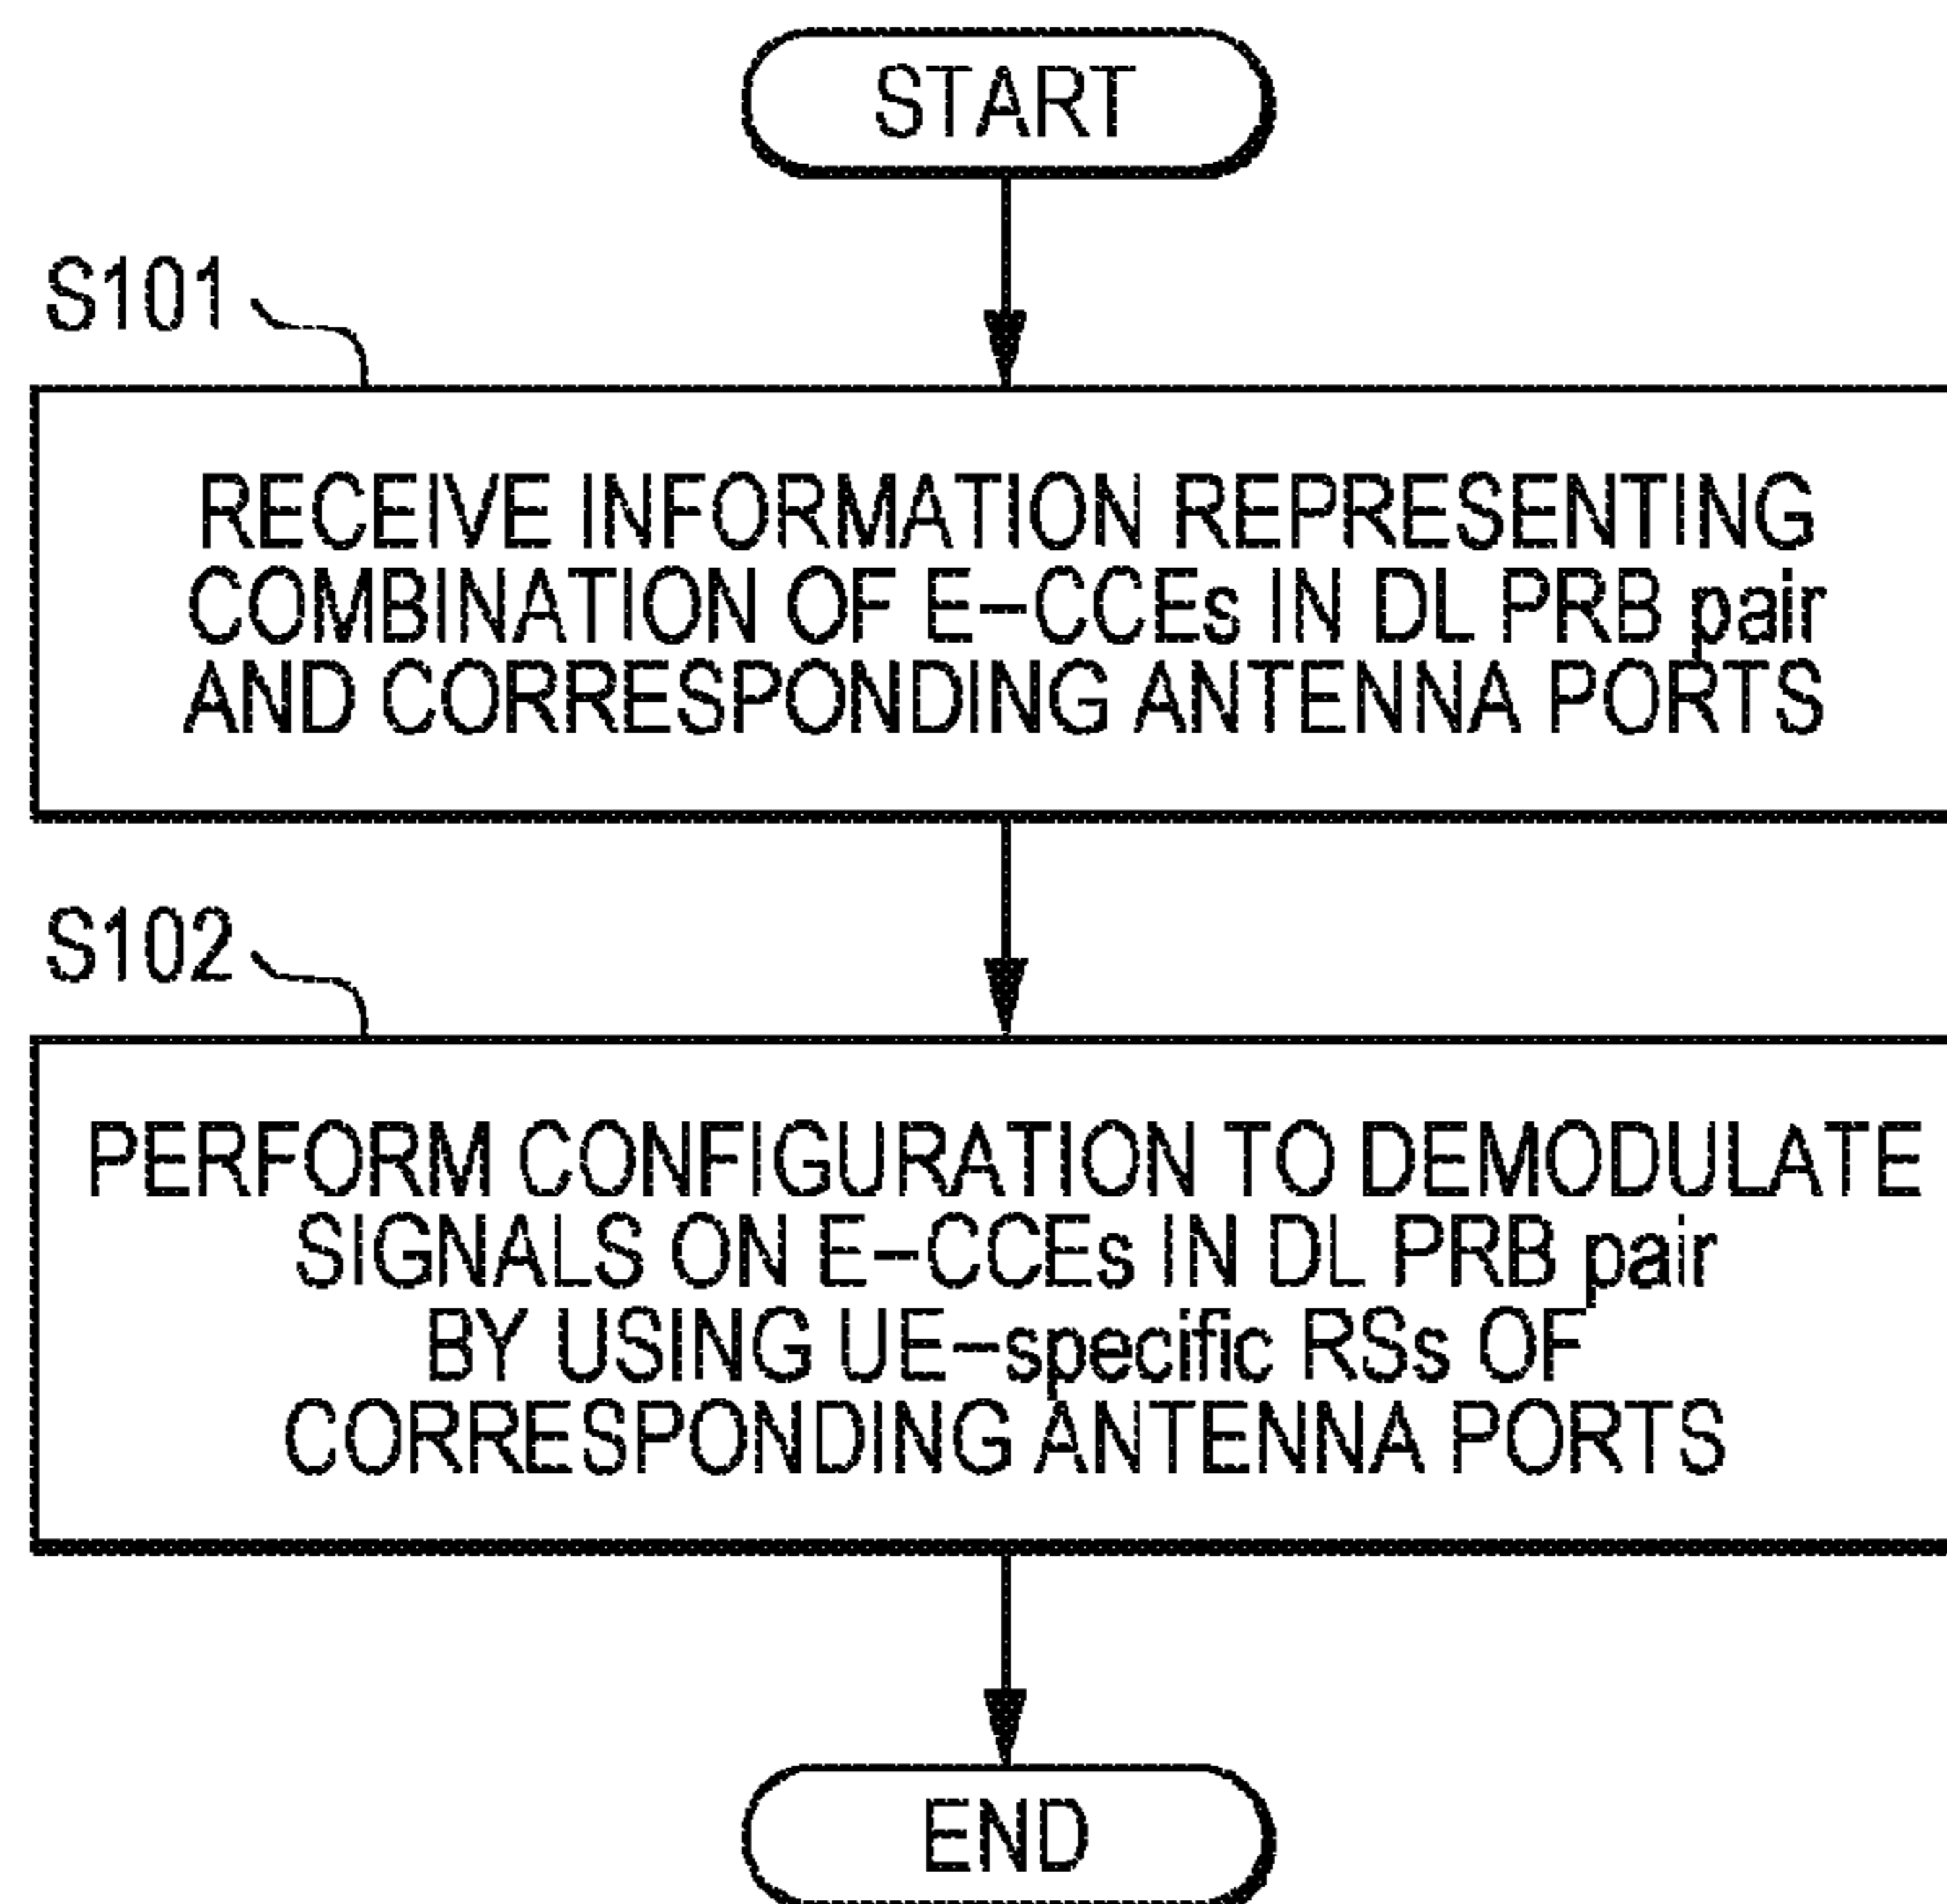 START
S101
RECEIVE INFORMATION REPRESENTING
COMBINATION OF E-CCEs IN DL PRB pair
AND CORRESPONDING ANTENNA PORTS
S102
PERFORM CONFIGURATION TO DEMODULATE
SIGNALS ON E-CCEs IN DL PRB pair
BY USING UE-specific RSs OF
CORRESPONDING ANTENNA PORTS
END